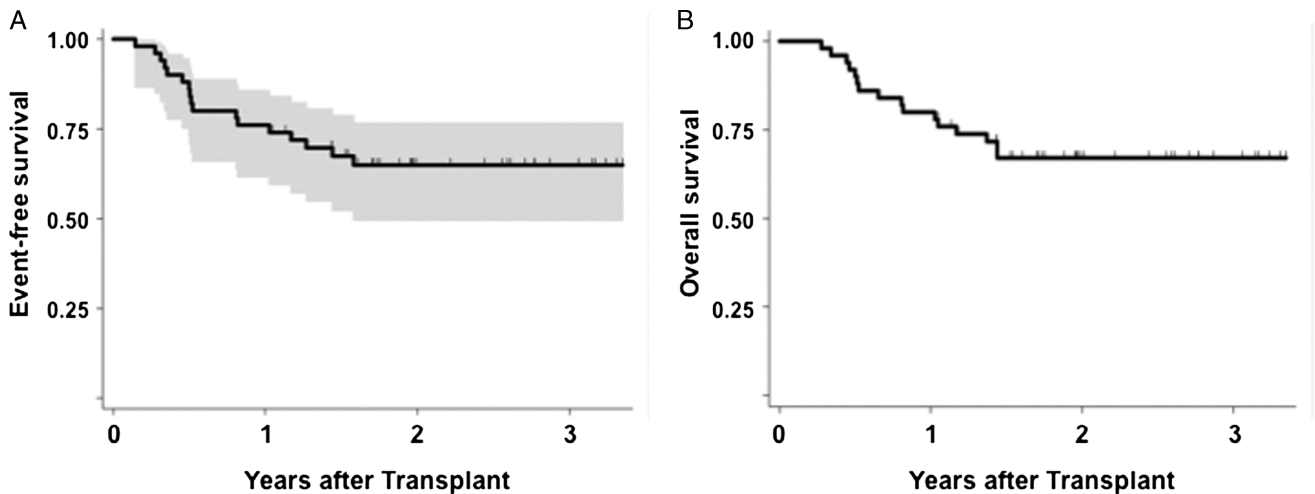 A
Event-free survival
1.00
0.75
0.50
0.25
0
1
2
3
Years after Transplant
B
Overall survival
1.00
0.75
0.50
0.25
0
1
2
3
Years after Transplant